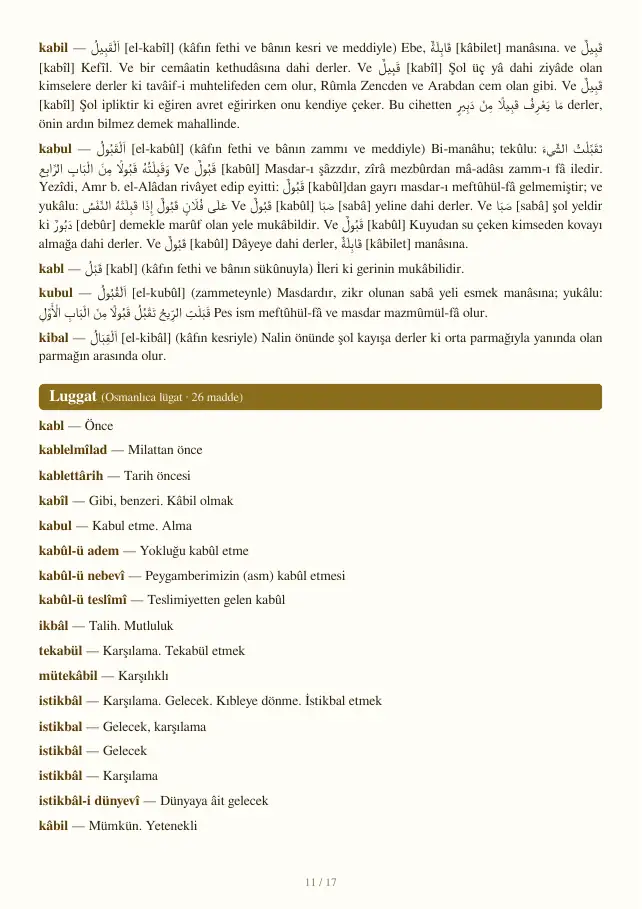 kabil — اَلْقَبِيلُ [el-kabîl] (kâfın fethi ve bânın kesri ve meddiyle) Ebe, قَابِلَةٌ [kâbilet] manâsına. ve قَبِيلٌ
[kabîl] Kefîl. Ve bir cemâatin kethudâsına dahi derler. Ve قَبِيلٌ [kabîl] Şol üç yâ dahi ziyâde olan
kimselere derler ki tavâif-i muhtelifeden cem olur, Rûmla Zencden ve Arabdan cem olan gibi. Ve قَبِيلٌ
[kabîl] Şol ipliktir ki eğiren avret eğirirken onu kendiye çeker. Bu cihetten مَا يَعْرِفُ قَبِيلًا مِنْ دَبِيرٍ derler,
önin ardın bilmez demek mahallinde.
kabul — اَلْقَبُولُ [el-kabûl] (kâfın fethi ve bânın zammı ve meddiyle) Bi-manâhu; tekûlu: تَقَبَّلْتُ الشَّيءَ
وَقَبِلْتُهُ قَبُولًا مِنَ الْبَابِ الرَّابِعِ Ve قَبُولٌ [kabûl] Masdar-ı şâzzdır, zîrâ mezbûrdan mâ-adâsı zamm-ı fâ iledir.
Yezîdi, Amr b. el-Alâdan rivâyet edip eyitti: قَبُولٌ [kabûl]dan gayrı masdar-ı meftûhül-fâ gelmemiştir; ve
yukâlu: عَلَى فُلَانٍ قَبُولٌ إِذَا قَبِلَتْهُ النَّفْسُ Ve قَبُولٌ [kabûl] صَبَا [sabâ] yeline dahi derler. Ve صَبَا [sabâ] şol yeldir
ki دَبُورٌ [debûr] demekle marûf olan yele mukâbildir. Ve قَبُولٌ [kabûl] Kuyudan su çeken kimseden kovayı
almağa dahi derler. Ve قَبُولٌ [kabûl] Dâyeye dahi derler, قَابِلَةٌ [kâbilet] manâsına.
kabl — قَبْلُ [kabl] (kâfın fethi ve bânın sükûnuyla) İleri ki gerinin mukâbilidir.
kubul — اَلْقُبُولُ [el-kubûl] (zammeteynle) Masdardır, zikr olunan sabâ yeli esmek manâsına; yukâlu:
قَبَلَتِ الرِّيحُ تَقْبُلُ قُبُولًا مِنَ الْبَابِ الْأَوَّلِ Pes ism meftûhül-fâ ve masdar mazmûmül-fâ olur.
kibal — اَلْقِبَالُ [el-kibâl] (kâfın kesriyle) Nalin önünde şol kayışa derler ki orta parmağıyla yanında olan
parmağın arasında olur.
Luggat (Osmanlıca lügat · 26 madde)
kabl — Önce
kablelmîlad — Milattan önce
kablettârih — Tarih öncesi
kabîl — Gibi, benzeri. Kâbil olmak
kabul — Kabul etme. Alma
kabûl-ü adem — Yokluğu kabûl etme
kabûl-ü nebevî — Peygamberimizin (asm) kabûl etmesi
kabûl-ü teslîmî — Teslimiyetten gelen kabûl
ikbâl — Talih. Mutluluk
tekabül — Karşılama. Tekabül etmek
mütekâbil — Karşılıklı
istikbâl — Karşılama. Gelecek. Kıbleye dönme. İstikbal etmek
istikbal — Gelecek, karşılama
istikbâl — Gelecek
istikbâl — Karşılama
istikbâl-i dünyevî — Dünyaya âit gelecek
kâbil — Mümkün. Yetenekli
11 / 17